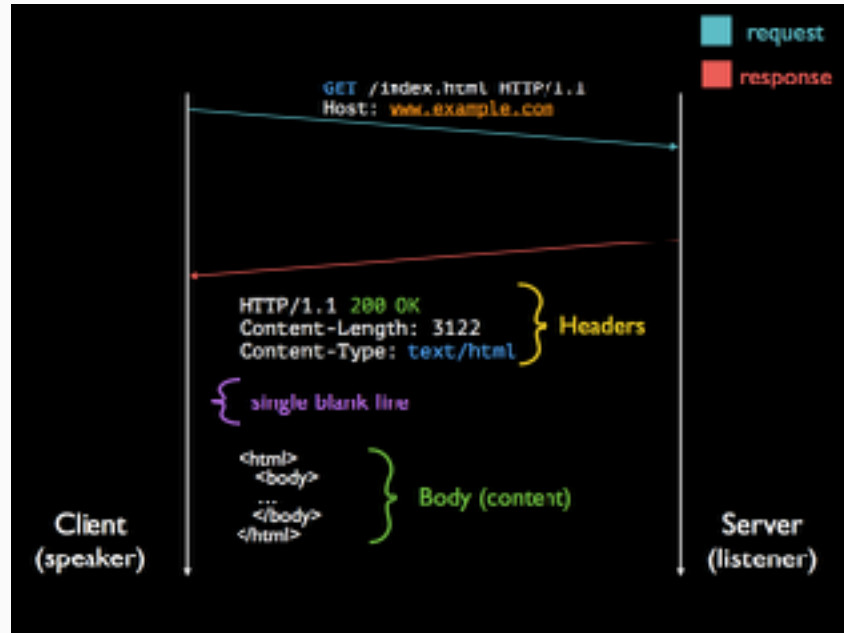 request
response
GET /index.html HTTP/1.1
Host: www.example.com
HTTP/1.1 200 OK
Content-Length: 3122
Content-Type: text/html
Headers
single blank line
<html>
<body>
...
</body>
</html>
Body (content)
Client
(speaker)
Server
(listener)